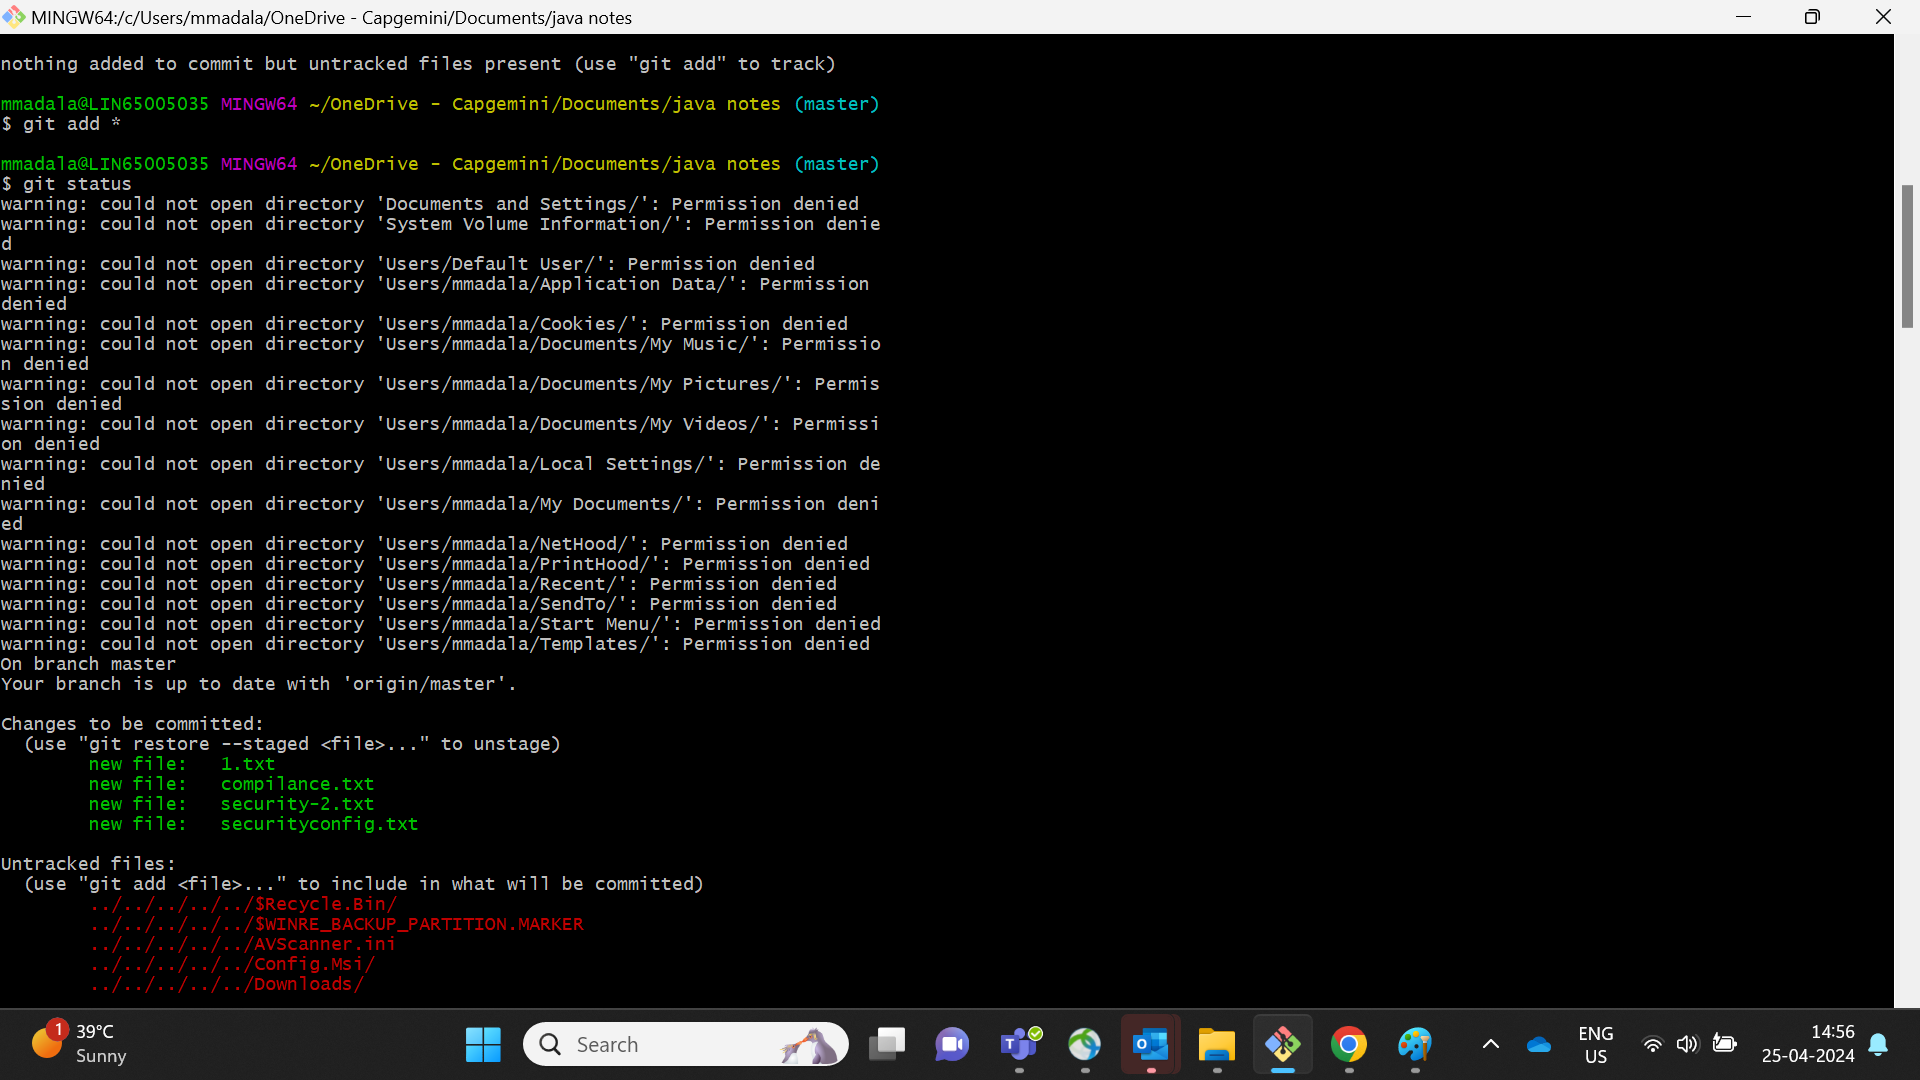 MINGW64:/c/Users/mmadala/OneDrive - Capgemini/Documents/java notes
nothing added to commit but untracked files present (use "git add" to track)
mmadala@LIN65005035 MINGW64 ~/OneDrive - Capgemini/Documents/java notes (master)
$ git add *
mmadala@LIN65005035 MINGW64 ~/OneDrive - Capgemini/Documents/java notes (master)
$ git status
warning: could not open directory 'Documents and Settings/': Permission denied
warning: could not open directory 'System Volume Information/': Permission denie
d
warning: could not open directory 'Users/Default User/': Permission denied
warning: could not open directory 'Users/mmadala/Application Data/': Permission
denied
warning: could not open directory 'Users/mmadala/Cookies/': Permission denied
warning: could not open directory 'Users/mmadala/Documents/My Music/': Permissio
n denied
warning: could not open directory 'Users/mmadala/Documents/My Pictures/': Permis
sion denied
warning: could not open directory 'Users/mmadala/Documents/My Videos/': Permissi
on denied
warning: could not open directory 'Users/mmadala/Local Settings/': Permission de
nied
warning: could not open directory 'Users/mmadala/My Documents/': Permission deni
ed
warning: could not open directory 'Users/mmadala/NetHood/': Permission denied
warning: could not open directory 'Users/mmadala/PrintHood/': Permission denied
warning: could not open directory 'Users/mmadala/Recent/': Permission denied
warning: could not open directory 'Users/mmadala/SendTo/': Permission denied
warning: could not open directory 'Users/mmadala/Start Menu/': Permission denied
warning: could not open directory 'Users/mmadala/Templates/': Permission denied
On branch master
Your branch is up to date with 'origin/master'.
Changes to be committed:
(use "git restore --staged <file>..." to unstage)
new file: 1.txt
new file: compilance.txt
new file: security-2.txt
new file: securityconfig.txt
Untracked files:
(use "git add <file>..." to include in what will be committed)
../../../../../$Recycle.Bin/
../../../../../$WINRE_BACKUP_PARTITION.MARKER
../../../../../AVScanner.ini
../../../../../Config.Msi/
../../../../../Downloads/
1
39°C
Sunny
Search
ENG
US
14:56
25-04-2024